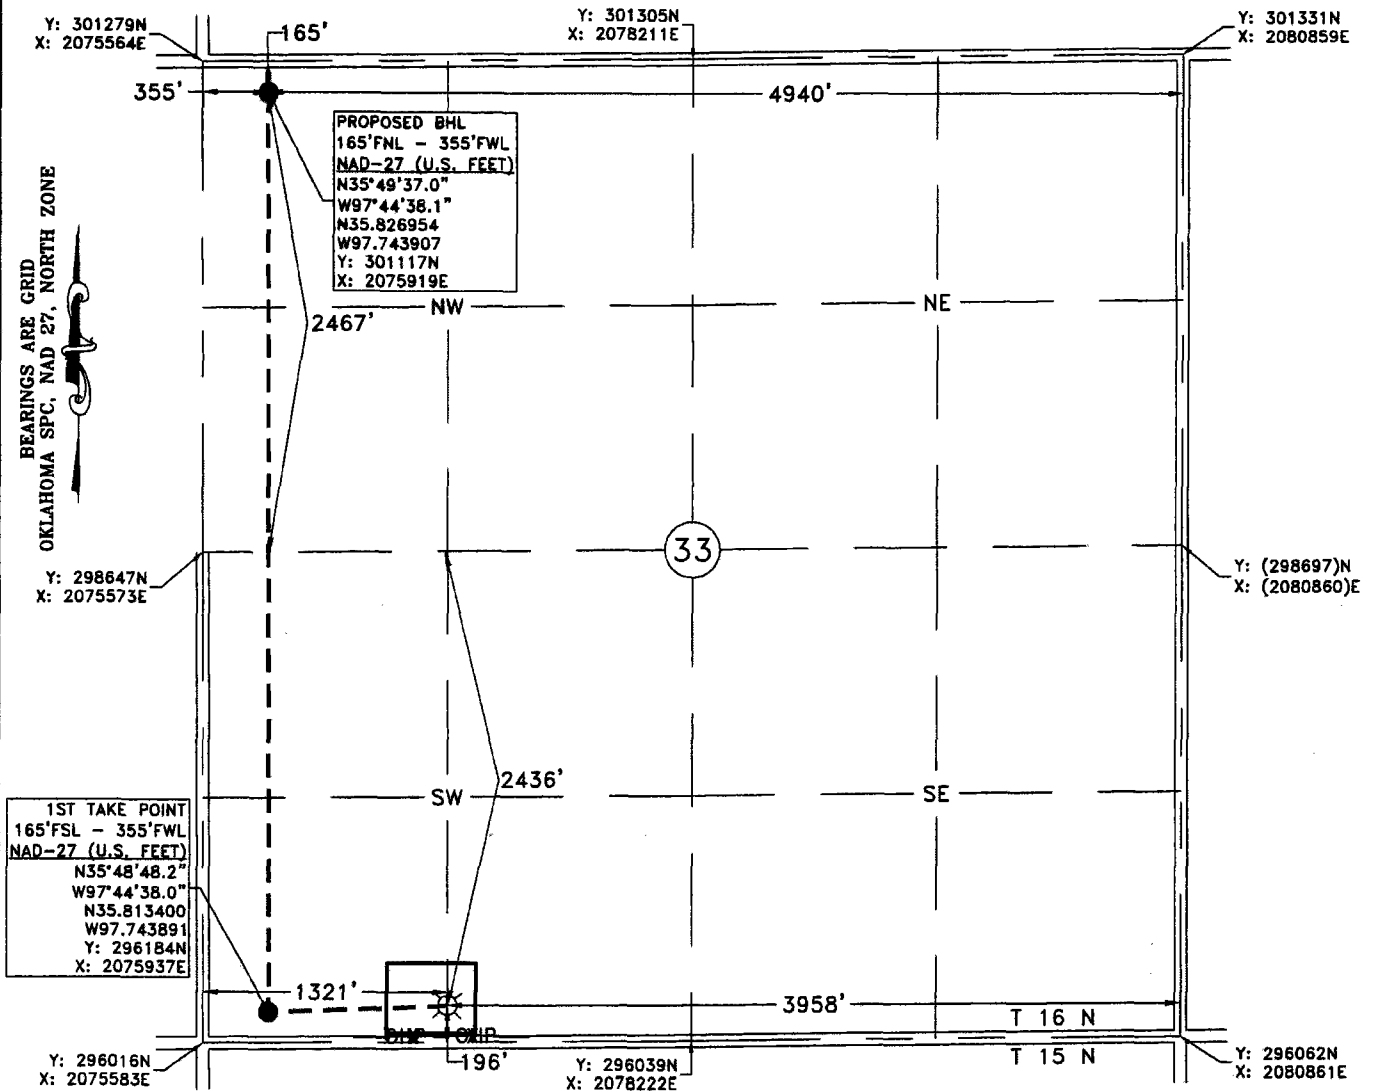 Y: 301279N
X: 2075564E
165'
Y: 301305N
X: 2078211E
Y: 301331N
X: 2080859E
355'
4940'
PROPOSED BHL
165'FNL - 355'FWL
NAD-27 (U.S. FEET)
N35°49'37.0"
W97°44'38.1"
N35.826954
W97.743907
Y: 301117N
X: 2075919E
BEARINGS ARE GRID
OKLAHOMA SPC, NAD 27, NORTH ZONE
NW
NE
2467'
33
Y: 298647N
X: 2075573E
Y: (298697)N
X: (2080860)E
2436'
SW
SE
1ST TAKE POINT
165'FSL - 355'FWL
NAD-27 (U.S. FEET)
N35°48'48.2"
W97°44'38.0"
N35.813400
W97.743891
Y: 296184N
X: 2075937E
1321'
3958'
T 16 N
T 15 N
196'
Y: 296016N
X: 2075583E
Y: 296039N
X: 2078222E
Y: 296062N
X: 2080861E